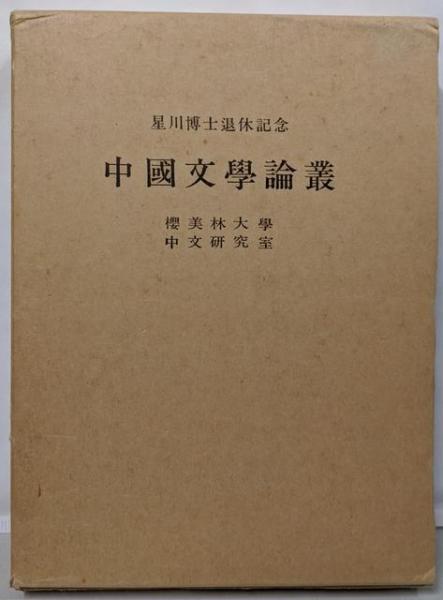 星川博士退休記念
中國文學論叢
櫻美林大學
中文研究室